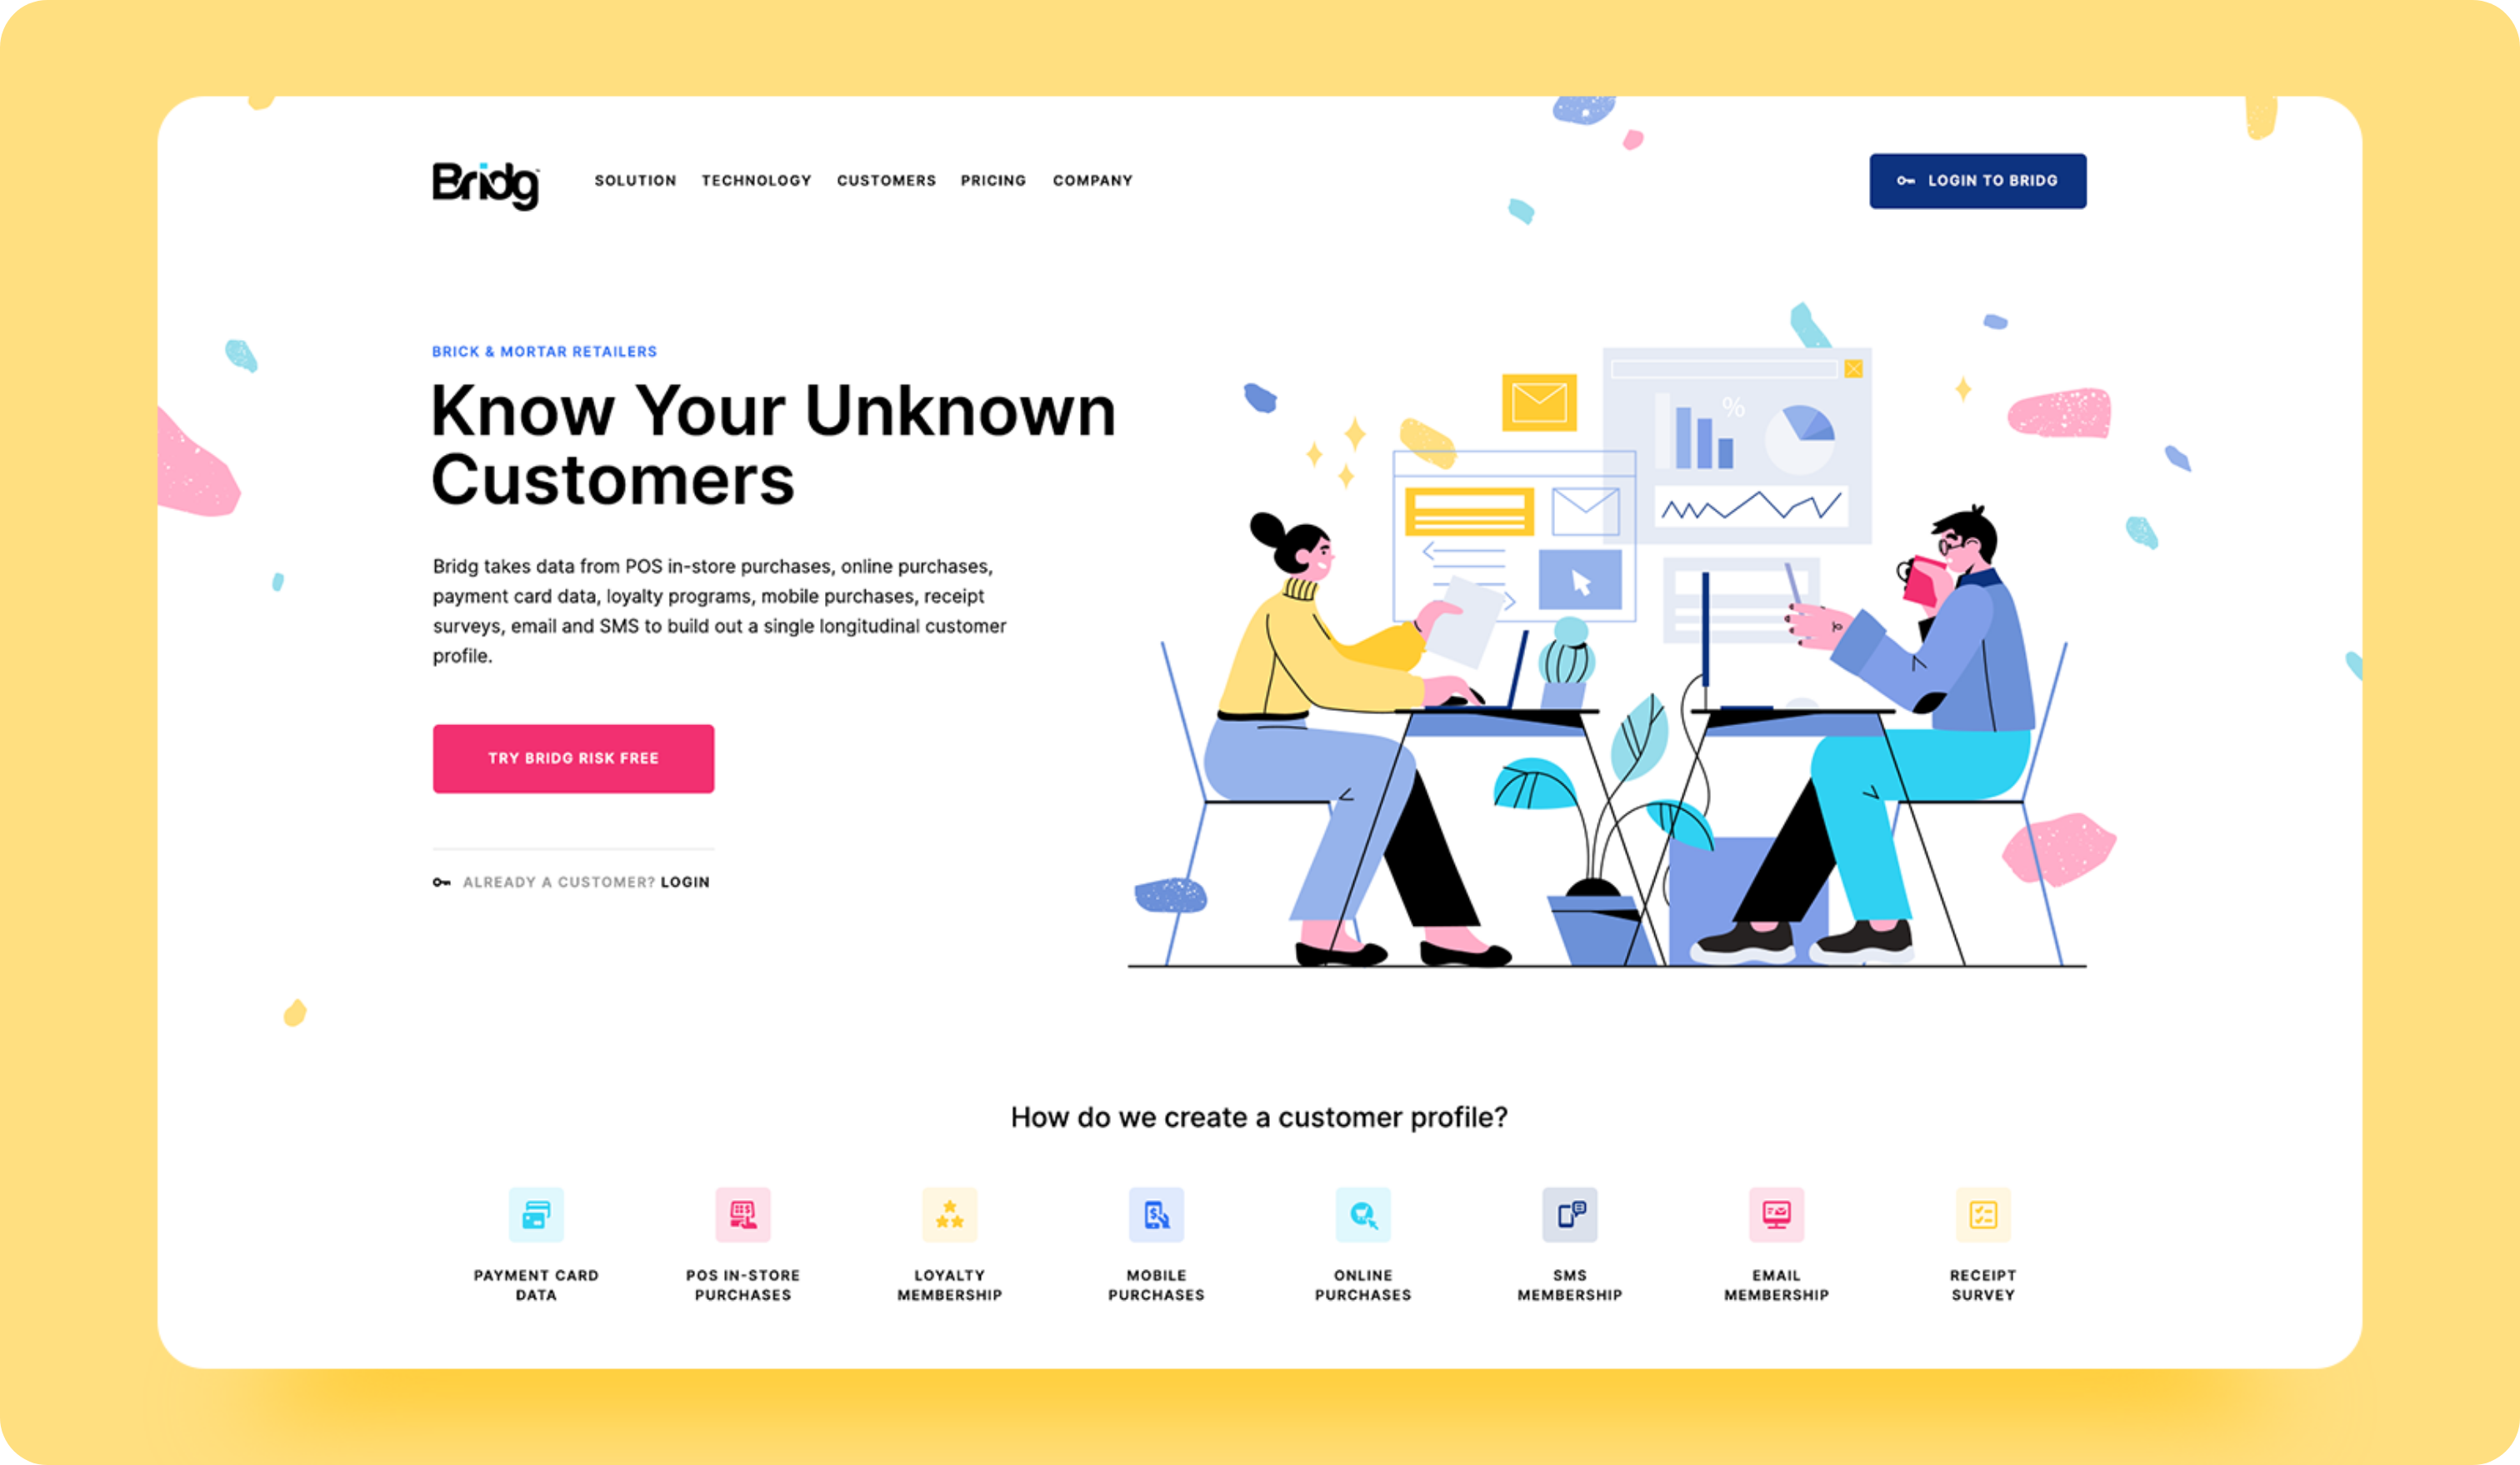 Bridg
SOLUTION TECHNOLOGY CUSTOMERS PRICING COMPANY
LOGIN TO BRIDG
BRICK & MORTAR RETAILERS
Know Your Unknown
Customers
Bridg takes data from POS in-store purchases, online purchases,
payment card data, loyalty programs, mobile purchases, receipt
surveys, email and SMS to build out a single longitudinal customer
profile.
TRY BRIDG RISK FREE
ALREADY A CUSTOMER? LOGIN
%
How do we create a customer profile?
PAYMENT CARD
DATA
POS IN-STORE
PURCHASES
LOYALTY
MEMBERSHIP
MOBILE
PURCHASES
ONLINE
PURCHASES
SMS
MEMBERSHIP
EMAIL
MEMBERSHIP
RECEIPT
SURVEY